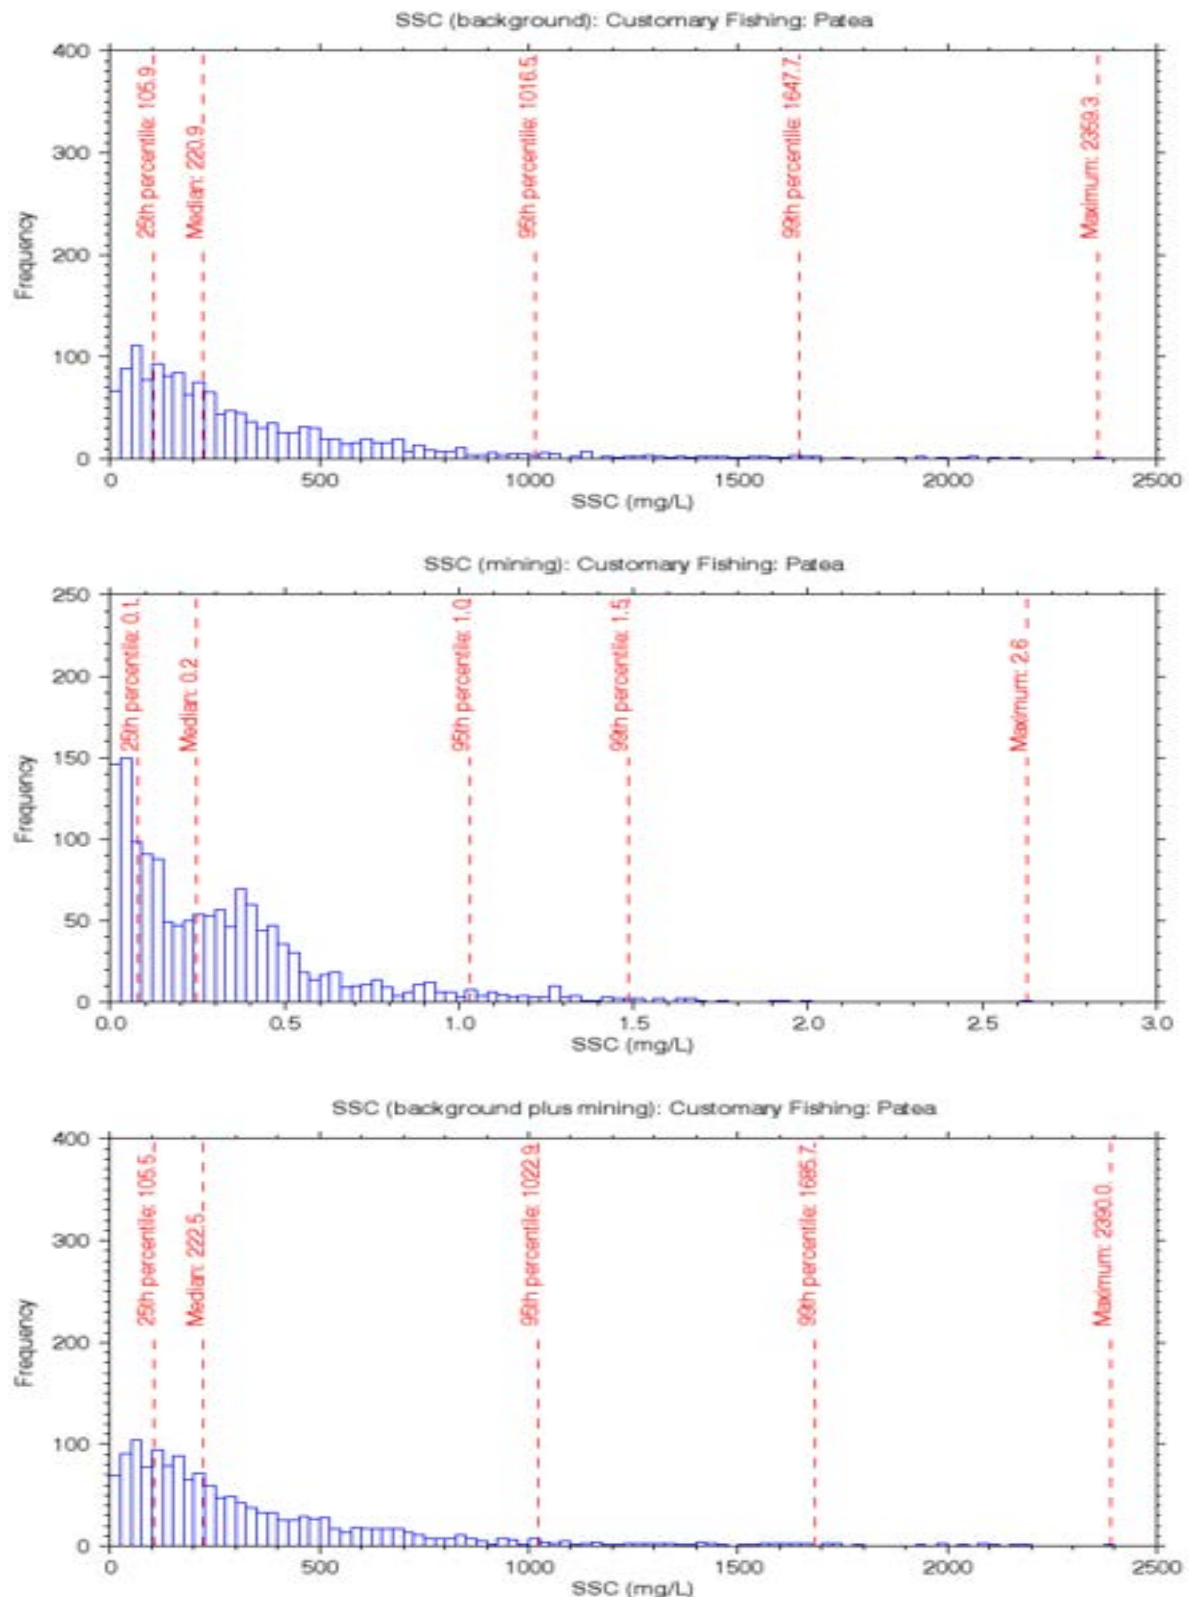 SSC (background): Customary Fishing: Patea
400
300
200
100
0
Frequency
25th percentile: 105.9
Median: 220.9
95th percentile: 1016.5
99th percentile: 1647.7
Maximum: 2359.3
0 500 1000 1500 2000 2500
SSC (mg/L)
SSC (mining): Customary Fishing: Patea
250
200
150
100
50
0
Frequency
25th percentile: 0.1
Median: 0.2
95th percentile: 1.0
99th percentile: 1.5
Maximum: 2.6
0.0 0.5 1.0 1.5 2.0 2.5 3.0
SSC (mg/L)
SSC (background plus mining): Customary Fishing: Patea
400
300
200
100
0
Frequency
25th percentile: 105.5
Median: 222.5
95th percentile: 1022.9
99th percentile: 1685.7
Maximum: 2390.0
0 500 1000 1500 2000 2500
SSC (mg/L)